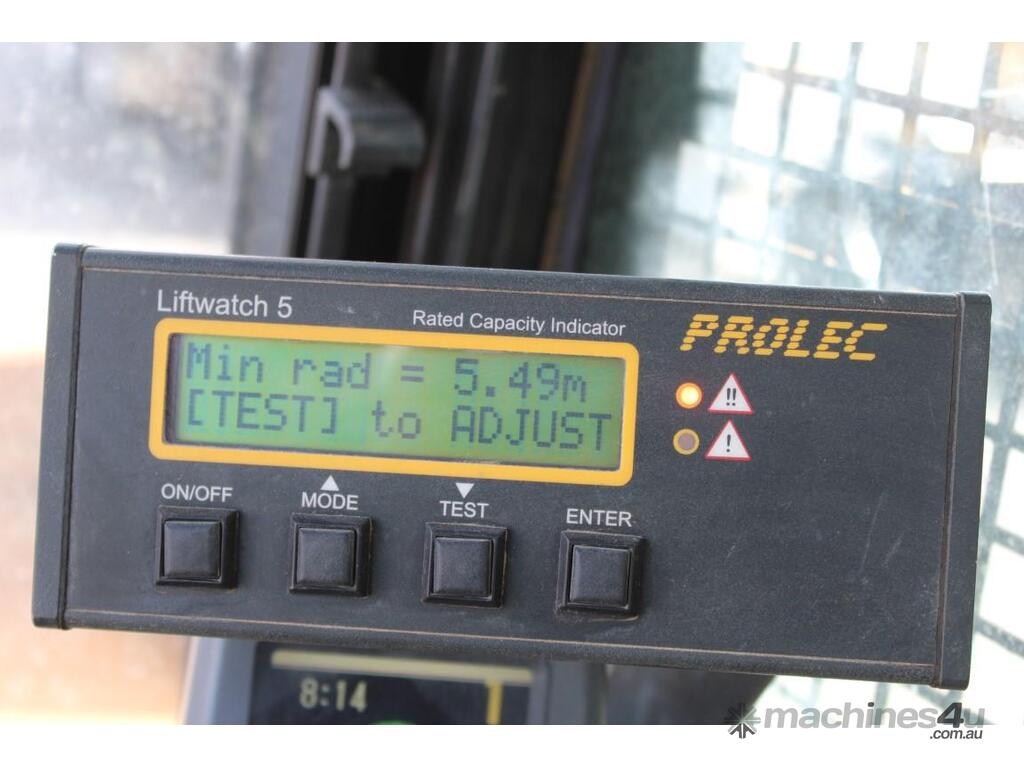 Liftwatch 5
Rated Capacity Indicator
PROLEC
Min rad = 5.49m
[TEST] to ADJUST
!!
!
ON/OFF
MODE
TEST
ENTER
8:14
machines4u
.com.au